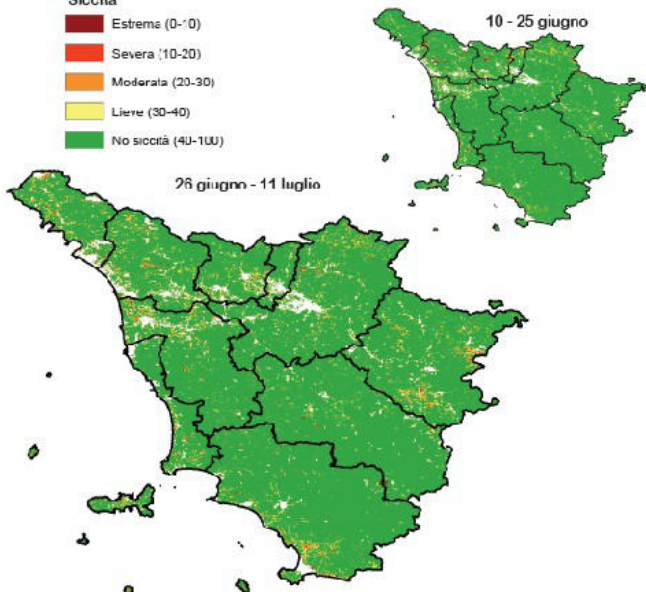 Siccità
Estrema (0-10)
Severa (10-20)
Moderata (20-30)
Lieve (30-40)
No siccità (40-100)
10 - 25 giugno
26 giugno - 11 luglio